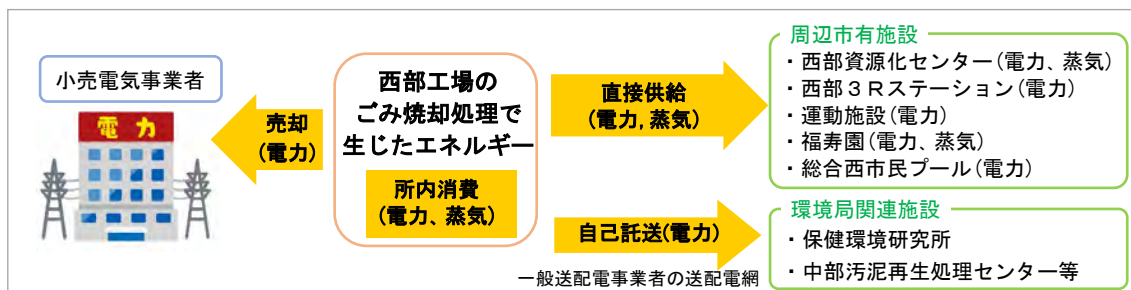 小売電気事業者
電力
売却
(電力)
西部工場の
ごみ焼却処理で
生じたエネルギー
所内消費
(電力、蒸気)
直接供給
(電力,蒸気)
自己託送(電力)
一般送配電事業者の送配電網
周辺市有施設
・西部資源化センター(電力、蒸気)
・西部３Ｒステーション(電力)
・運動施設(電力)
・福寿園(電力、蒸気)
・総合西市民プール(電力)
環境局関連施設
・保健環境研究所
・中部汚泥再生処理センター等